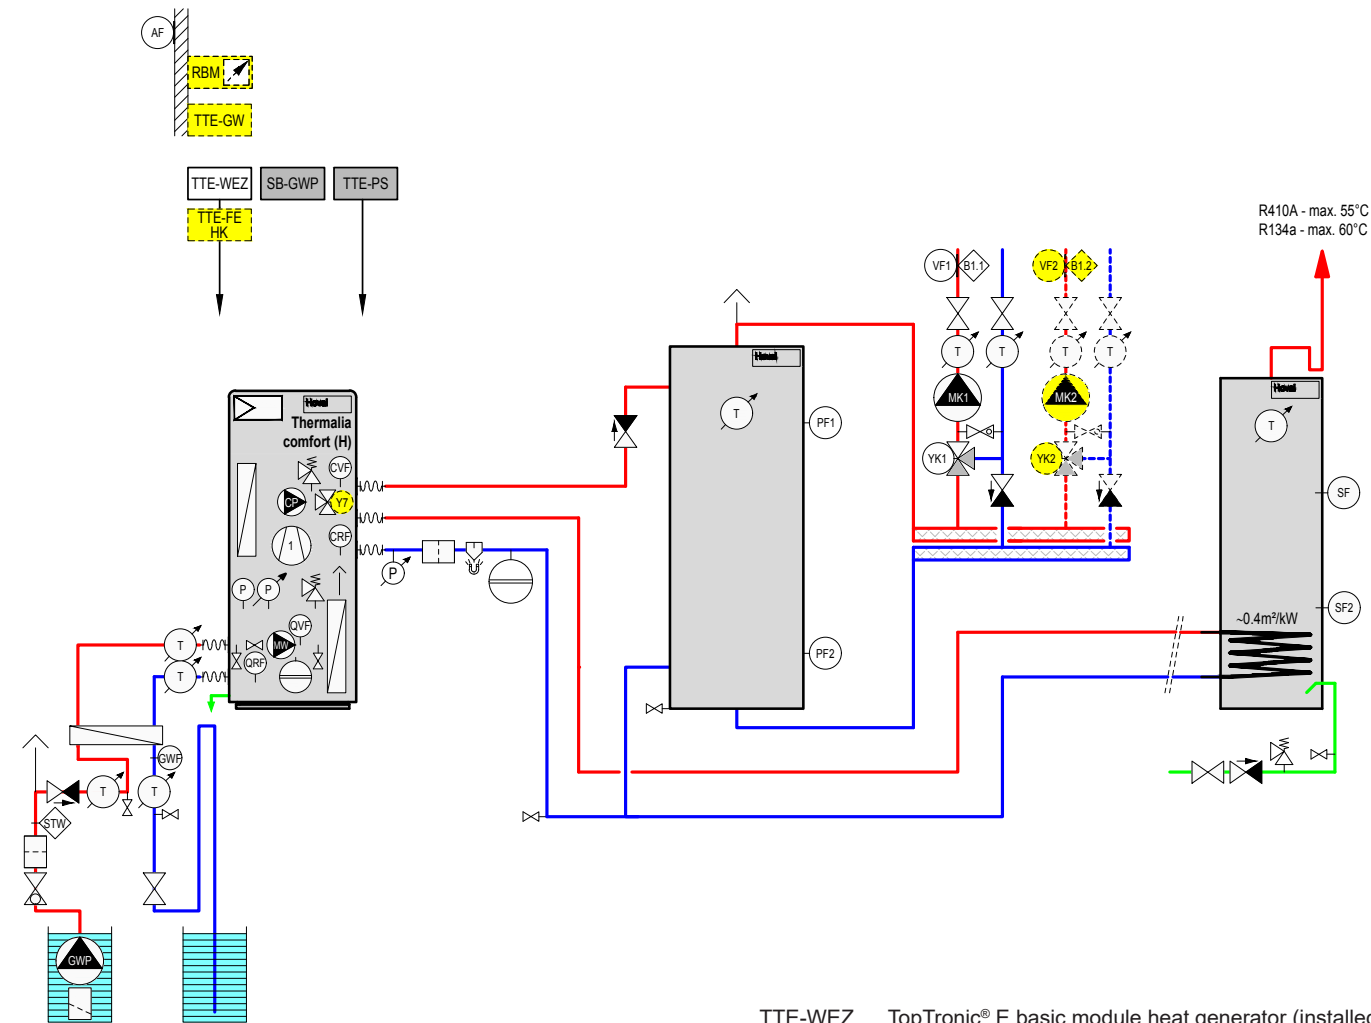 AF
RBM
TTE-GW
TTE-WEZ SB-GWP TTE-PS
TTE-FE
HK
R410A - max. 55°C
R134a - max. 60°C
VF1 B1.1 VF2 B1.2
T T T T
MK1 MK2
YK1 YK2
Hoval
Thermalia
comfort (H)
CVF
CP Y7
1 CRF
P P
QVF
MW
QRF
P
T
T
Hoval
T
PF1
PF2
Hoval
T
SF
SF2
~0.4m²/kW
GWF
T T
STW
GWP
TTE-WEZ TopTronic® E basic module heat generator (installed